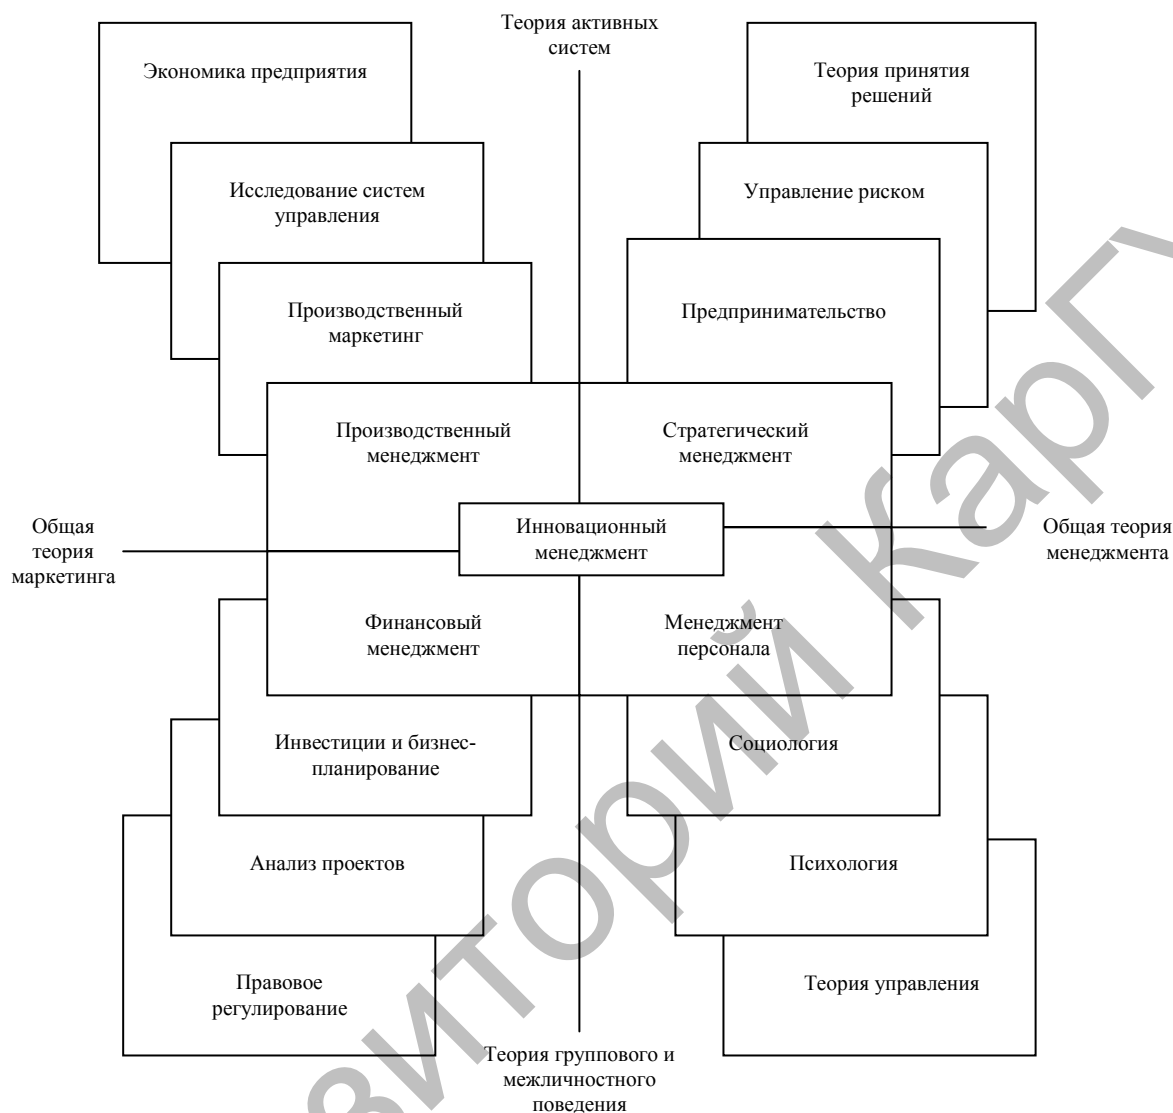 Теория активных
систем
Экономика предприятия
Теория принятия
решений
Исследование систем
управления
Управление риском
Производственный
маркетинг
Предпринимательство
Производственный
менеджмент
Стратегический
менеджмент
Общая
теория
маркетинга
Инновационный
менеджмент
Общая теория
менеджмента
Финансовый
менеджмент
Менеджмент
персонала
Инвестиции и бизнес-
планирование
Социология
Анализ проектов
Психология
Правовое
регулирование
Теория управления
Теория группового и
межличностного
поведения
зиторий КарГ